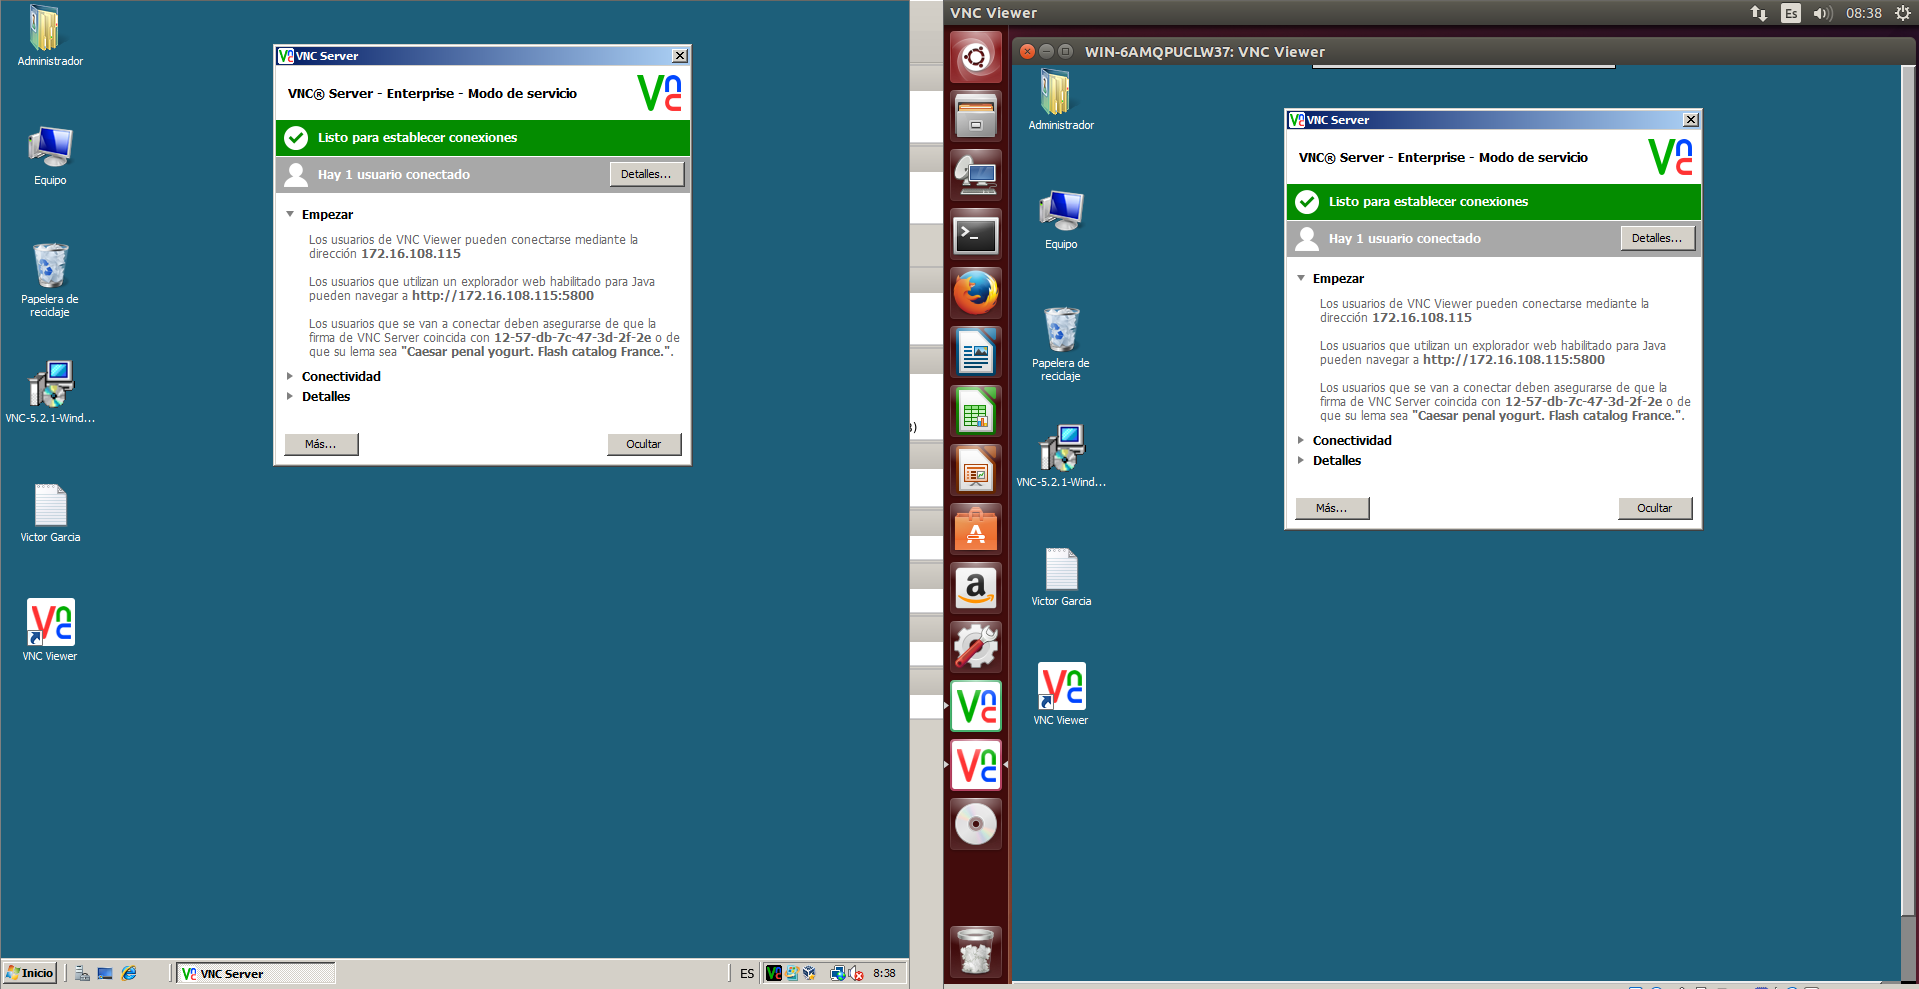 Administrador
Equipo
Papelera de
reciclaje
VNC-5.2.1-Wind...
Victor Garcia
VNC Viewer
VNC Server
VNC® Server - Enterprise - Modo de servicio
Listo para establecer conexiones
Hay 1 usuario conectado
Detalles...
Empezar
Los usuarios de VNC Viewer pueden conectarse mediante la
dirección 172.16.108.115
Los usuarios que utilizan un explorador web habilitado para Java
pueden navegar a http://172.16.108.115:5800
Los usuarios que se van a conectar deben asegurarse de que la
firma de VNC Server coincida con 12-57-db-7c-47-3d-2f-2e o de
que su lema sea "Caesar penal yogurt. Flash catalog France.".
Conectividad
Detalles
Más...
Ocultar
Inicio
VNC Server
ES
8:38
VNC Viewer
Es
08:38
WIN-6AMQPUCLW37: VNC Viewer
Administrador
Equipo
Papelera de
reciclaje
VNC-5.2.1-Wind...
Victor Garcia
VNC Viewer
VNC Server
VNC® Server - Enterprise - Modo de servicio
Listo para establecer conexiones
Hay 1 usuario conectado
Detalles...
Empezar
Los usuarios de VNC Viewer pueden conectarse mediante la
dirección 172.16.108.115
Los usuarios que utilizan un explorador web habilitado para Java
pueden navegar a http://172.16.108.115:5800
Los usuarios que se van a conectar deben asegurarse de que la
firma de VNC Server coincida con 12-57-db-7c-47-3d-2f-2e o de
que su lema sea "Caesar penal yogurt. Flash catalog France.".
Conectividad
Detalles
Más...
Ocultar